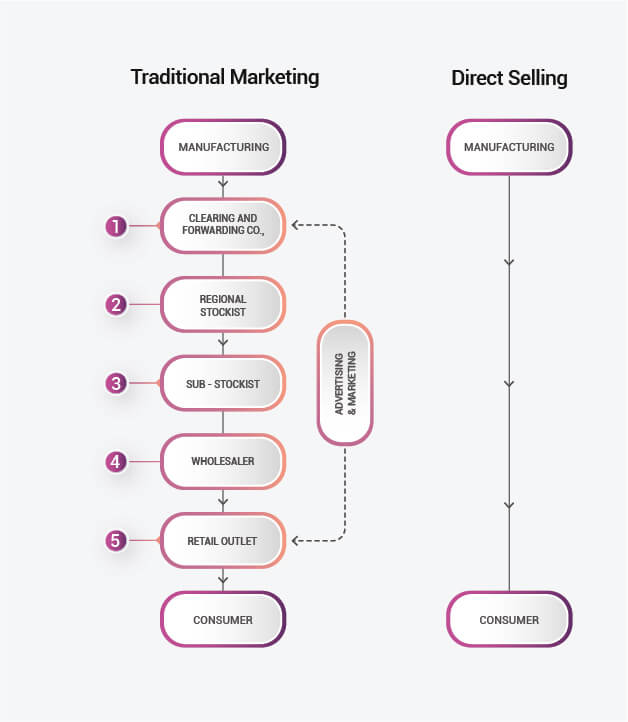 Traditional Marketing
Direct Selling
MANUFACTURING
MANUFACTURING
1
CLEARING AND
FORWARDING CO.,
2
REGIONAL
STOCKIST
3
SUB - STOCKIST
ADVERTISING
& MARKETING
4
WHOLESALER
5
RETAIL OUTLET
CONSUMER
CONSUMER